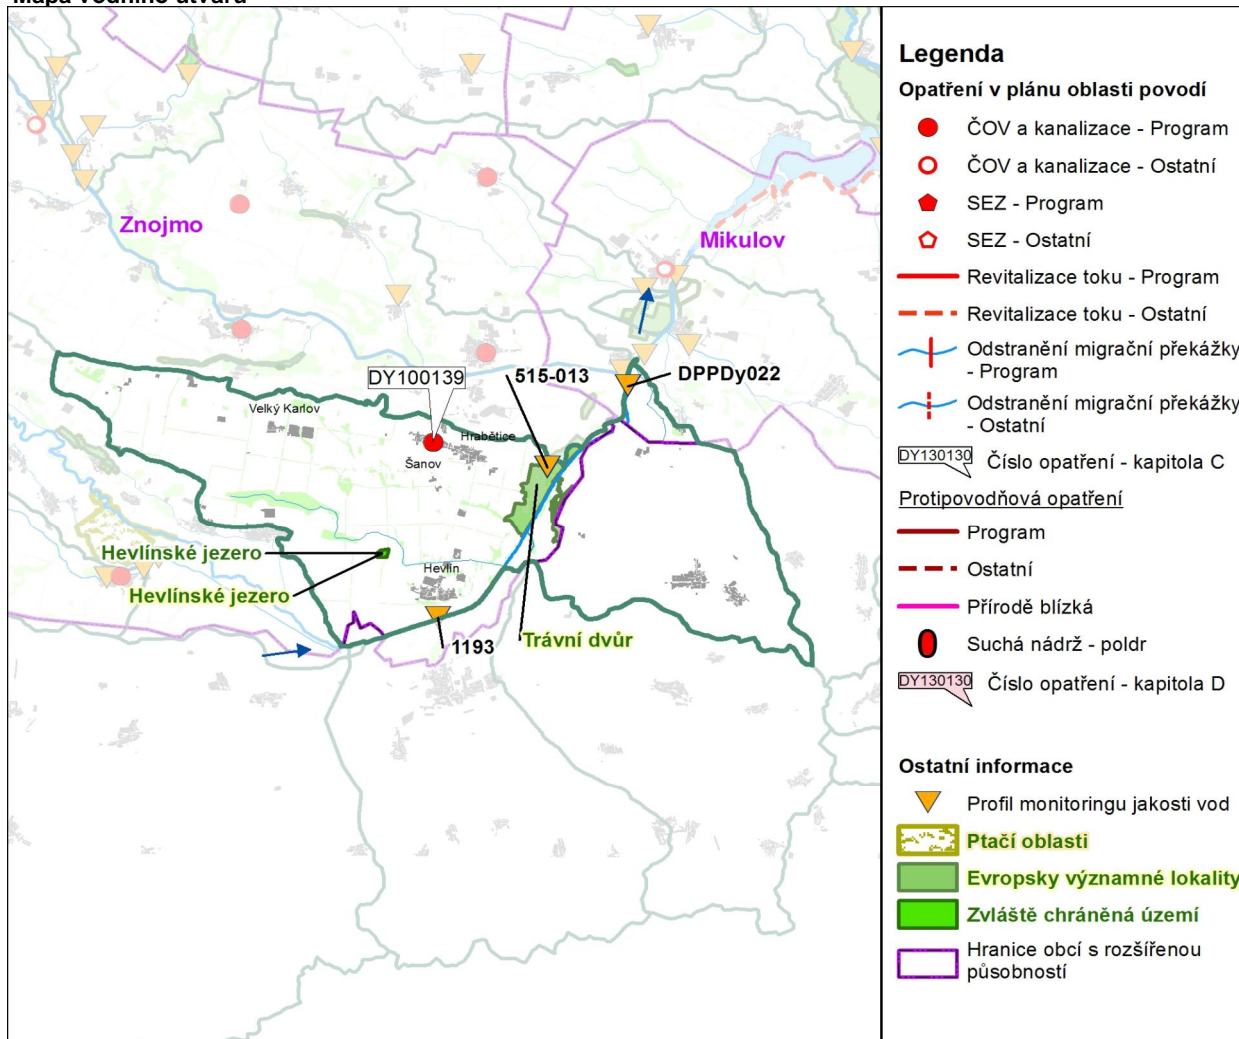 Mapa vodního útvaru
Znojmo
Mikulov
DY100139
515-013
DPPDy022
Velký Karlov
Hrabětice
Šanov
Hevlínské jezero
Hevlín
Hevlínské jezero
1193
Trávní dvůr
Legenda
Opatření v plánu oblasti povodí
ČOV a kanalizace - Program
ČOV a kanalizace - Ostatní
SEZ - Program
SEZ - Ostatní
Revitalizace toku - Program
Revitalizace toku - Ostatní
Odstranění migrační překážky
- Program
Odstranění migrační překážky
- Ostatní
DY130130
Číslo opatření - kapitola C
Protipovodňová opatření
Program
Ostatní
Přírodě blízká
Suchá nádrž - poldr
DY130130
Číslo opatření - kapitola D
Ostatní informace
Profil monitoringu jakosti vod
Ptačí oblasti
Evropsky významné lokality
Zvláště chráněná území
Hranice obcí s rozšířenou
působností